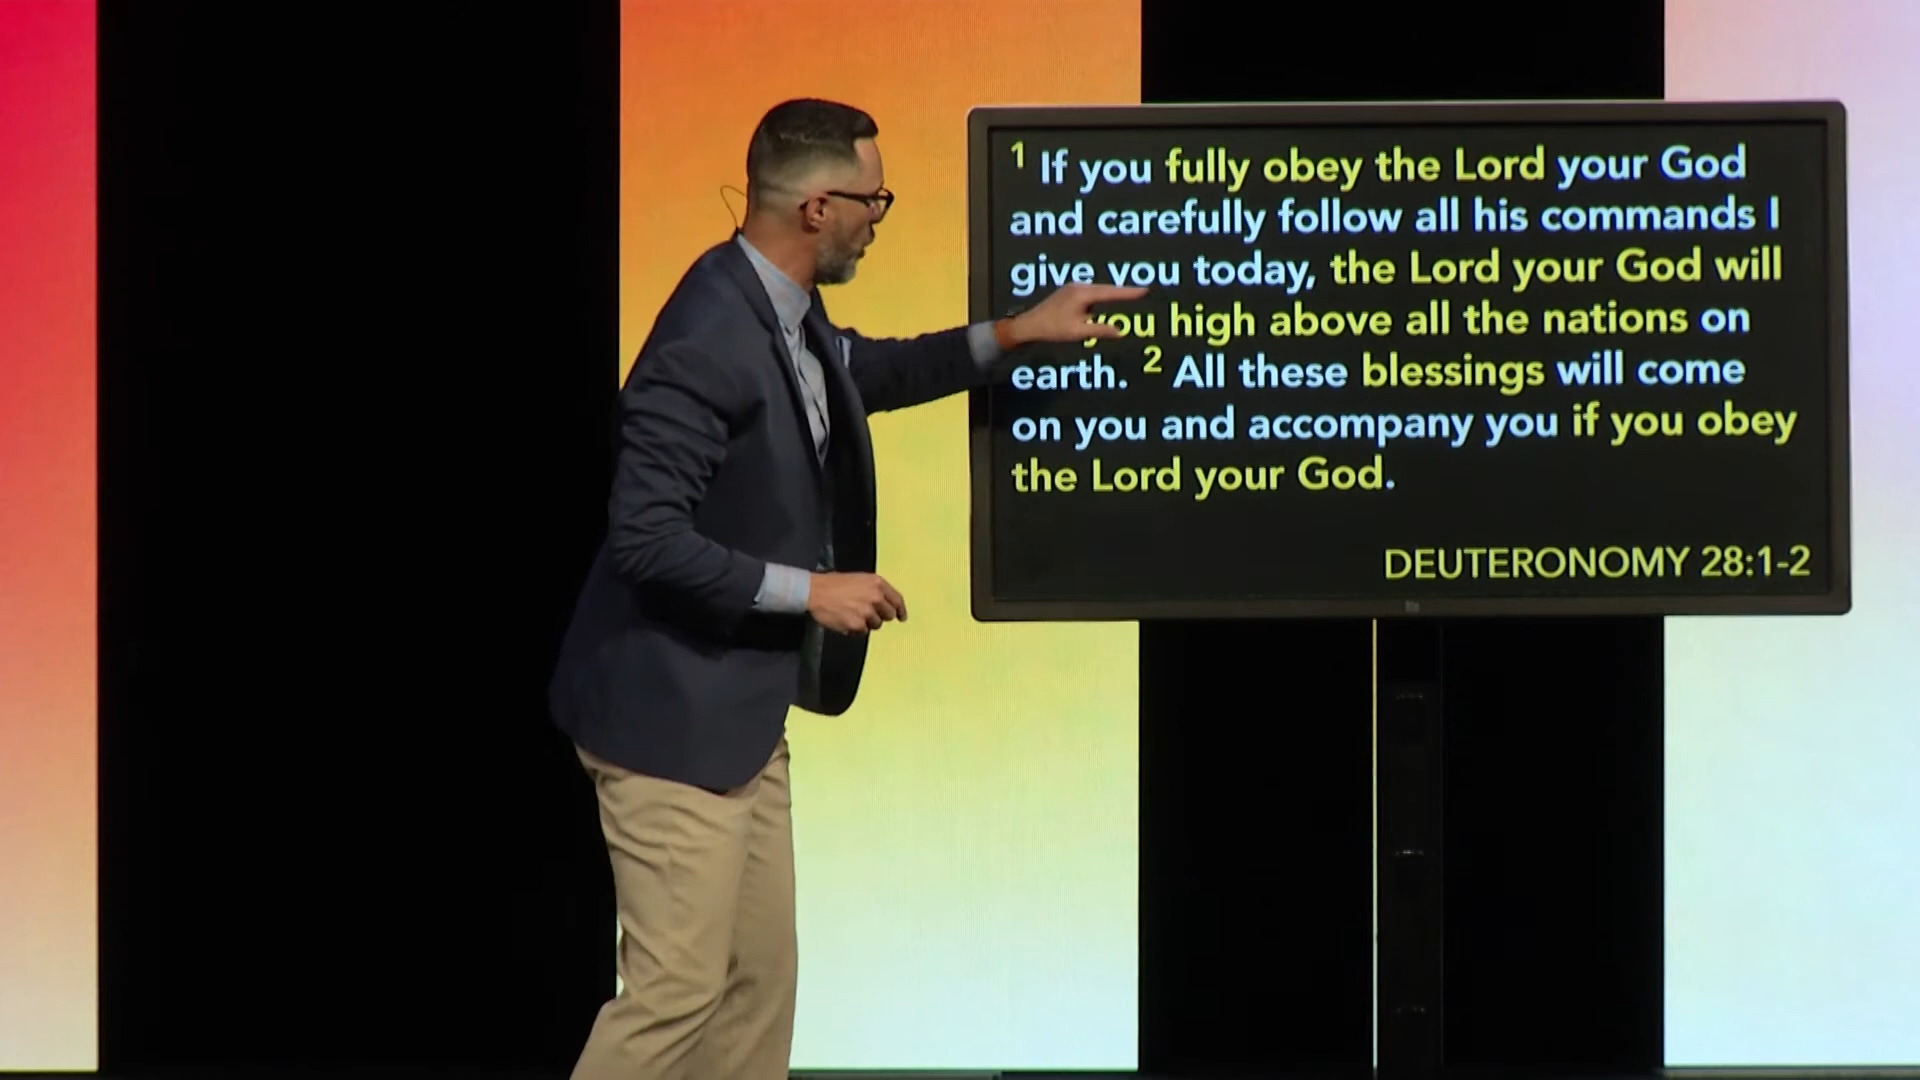 1 If you fully obey the Lord your God
and carefully follow all his commands I
give you today, the Lord your God will
you high above all the nations on
earth. 2 All these blessings will come
on you and accompany you if you obey
the Lord your God.
DEUTERONOMY 28:1-2